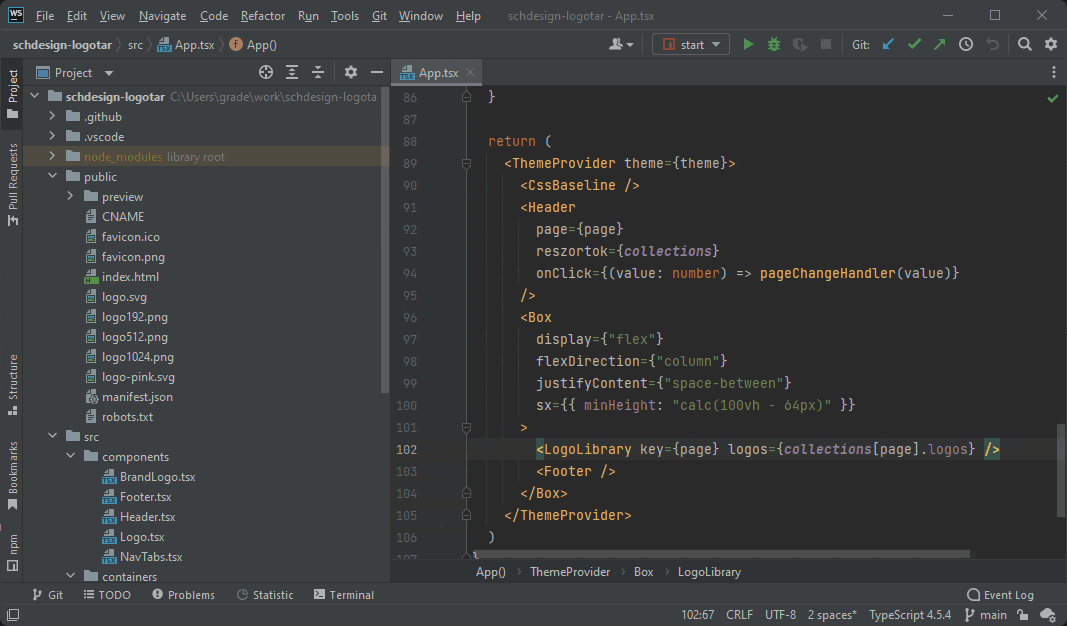 WS File Edit View Navigate Code Refactor Run Tools Git Window Help schdesign-logotar - App.tsx
schdesign-logotar src App.tsx f App() start Git:
Project
Pull Requests
Structure
Bookmarks
npm
Project
schdesign-logotar C:\Users\grade\work\schdesign-logota
.github
.vscode
node_modules library root
public
preview
CNAME
favicon.ico
favicon.png
index.html
logo.svg
logo192.png
logo512.png
logo1024.png
logo-pink.svg
manifest.json
robots.txt
src
components
BrandLogo.tsx
Footer.tsx
Header.tsx
Logo.tsx
NavTabs.tsx
containers
App.tsx
86 }
87
88 return (
89 <ThemeProvider theme={theme}>
90 <CssBaseline />
91 <Header
92 page={page}
93 reszortok={collections}
94 onClick={(value: number) => pageChangeHandler(value)}
95 />
96 <Box
97 display={"flex"}
98 flexDirection={"column"}
99 justifyContent={"space-between"}
100 sx={{ minHeight: "calc(100vh - 64px)" }}
101 >
102 <LogoLibrary key={page} logos={collections[page].logos} />
103 <Footer />
104 </Box>
105 </ThemeProvider>
106 )
107 }
App() ThemeProvider Box LogoLibrary
Git TODO Problems Statistic Terminal Event Log
102:67 CRLF UTF-8 2 spaces* TypeScript 4.5.4 main